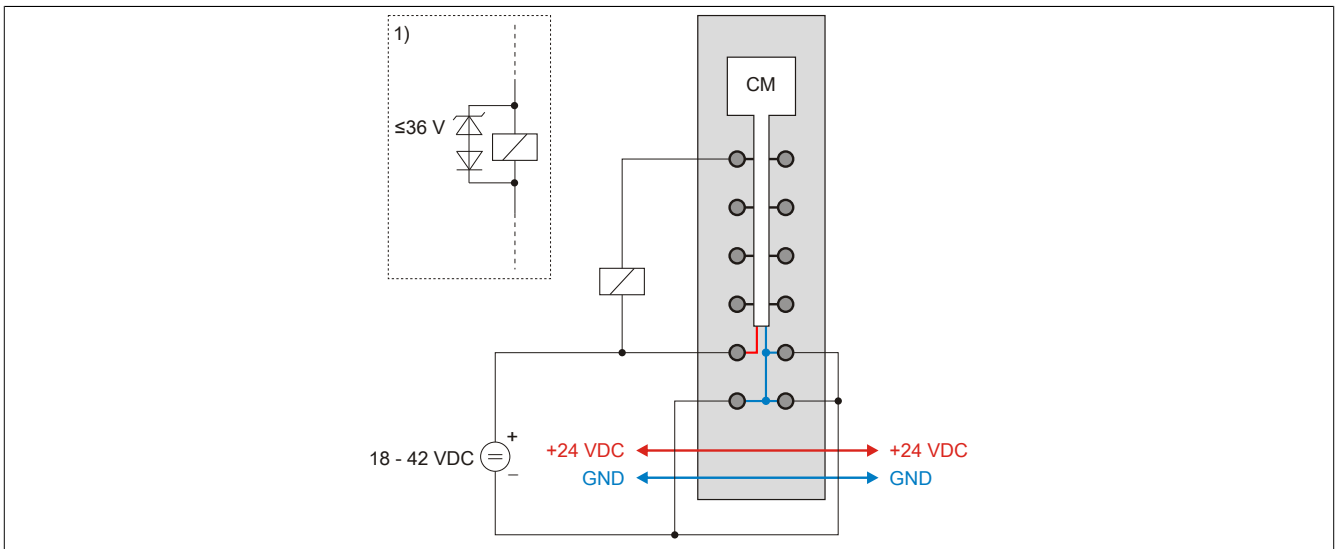 1)
≤36 V
CM
18 - 42 VDC
+
–
+24 VDC
+24 VDC
GND
GND